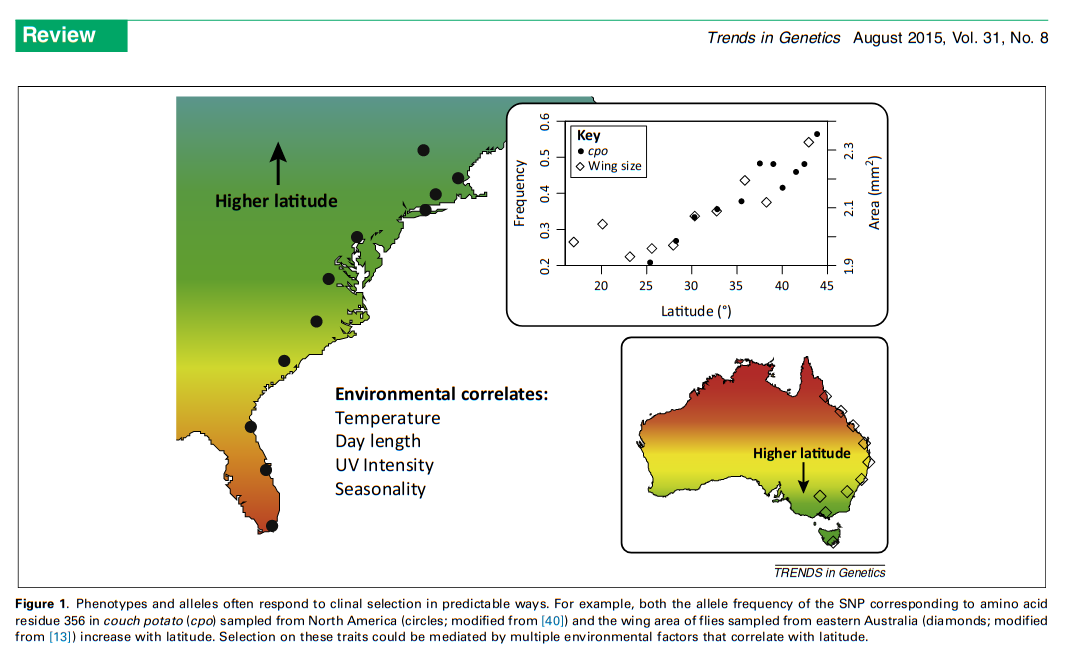 Review
Trends in Genetics August 2015, Vol. 31, No. 8
Higher latitude
Key
cpo
Wing size
Frequency
0.6
0.5
0.4
0.3
0.2
Area (mm²)
2.3
2.1
1.9
20 25 30 35 40 45
Latitude (°)
Environmental correlates:
Temperature
Day length
UV Intensity
Seasonality
Higher latitude
TRENDS in Genetics
Figure 1. Phenotypes and alleles often respond to clinal selection in predictable ways. For example, both the allele frequency of the SNP corresponding to amino acid
residue 356 in couch potato (cpo) sampled from North America (circles; modified from [40]) and the wing area of flies sampled from eastern Australia (diamonds; modified
from [13]) increase with latitude. Selection on these traits could be mediated by multiple environmental factors that correlate with latitude.